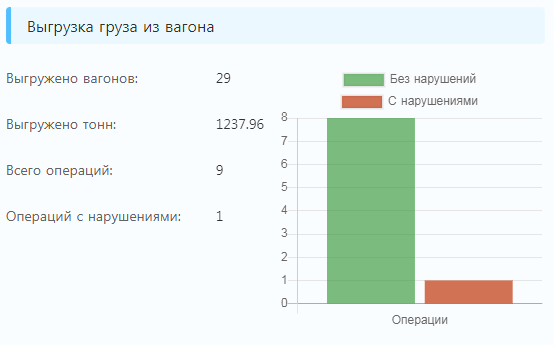 Выгрузка груза из вагона
Выгружено вагонов: 29
Выгружено тонн: 1237.96
Всего операций: 9
Операций с нарушениями: 1
Без нарушений
С нарушениями
8
7
6
5
4
3
2
1
0
Операции